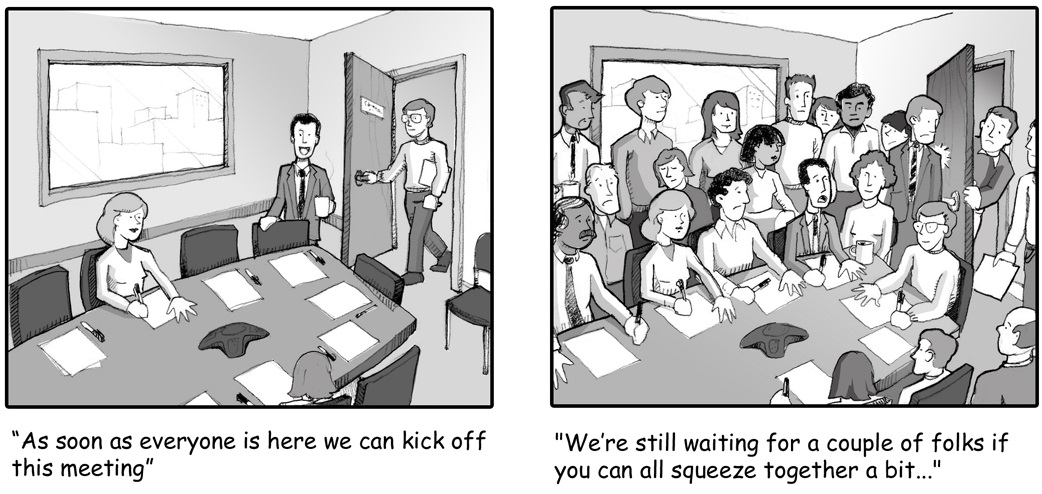 “As soon as everyone is here we can kick off
this meeting”
"We’re still waiting for a couple of folks if
you can all squeeze together a bit..."